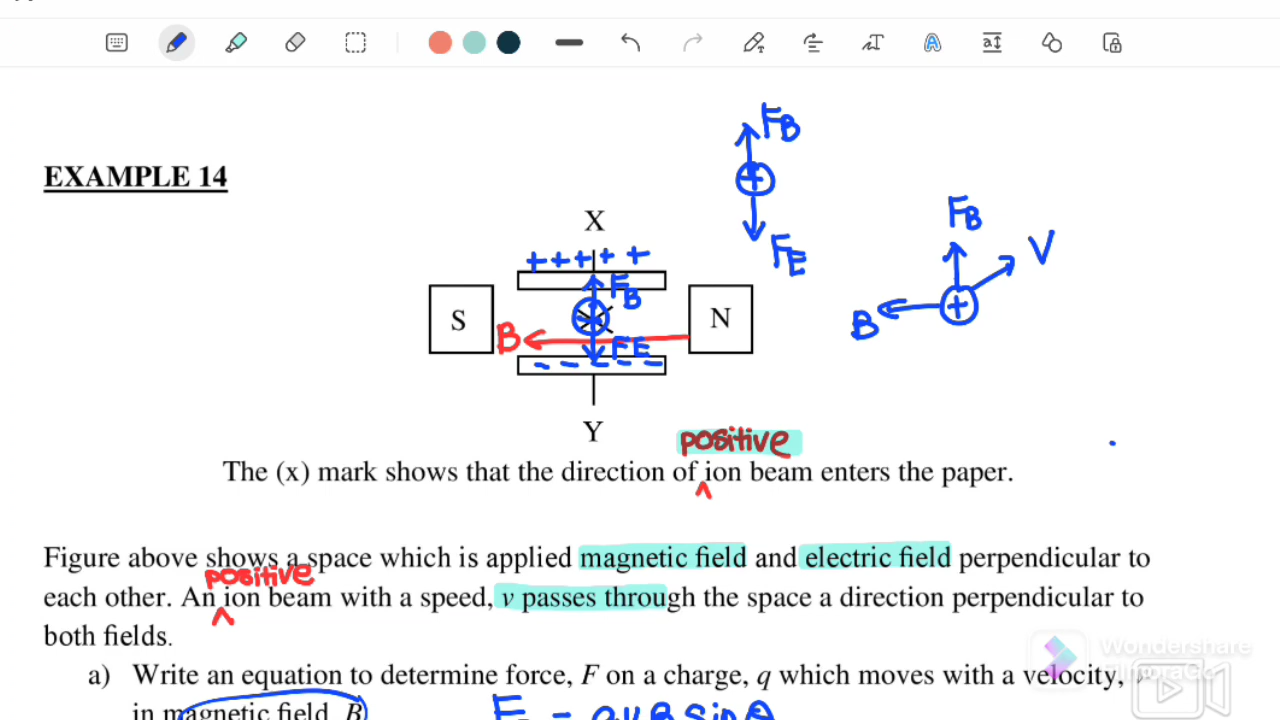 EXAMPLE 14
FB
FE
X
+ + + + +
FB
S
B
FE
N
- - - - - -
Y
FB
V
B
positive
The (x) mark shows that the direction of ion beam enters the paper.
Figure above shows a space which is applied magnetic field and electric field perpendicular to
positive
each other. An ion beam with a speed, v passes through the space a direction perpendicular to
both fields.
Wondershare
a) Write an equation to determine force, F on a charge, q which moves with a velocity,
in magnetic field B
= qvB sin θ